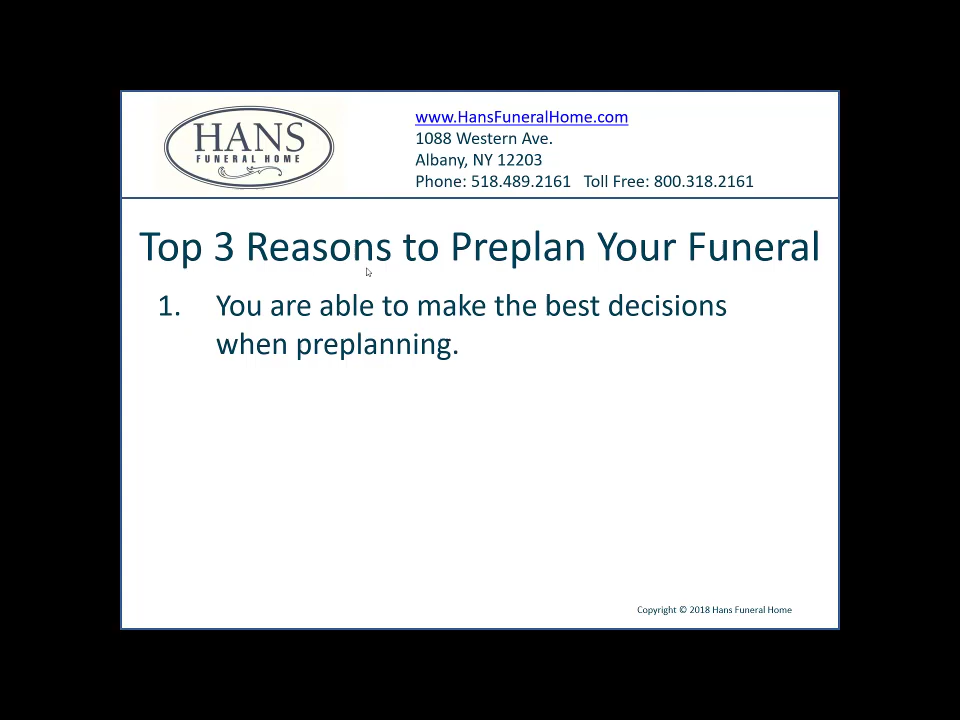 HANS
FUNERAL HOME
www.HansFuneralHome.com
1088 Western Ave.
Albany, NY 12203
Phone: 518.489.2161   Toll Free: 800.318.2161
Top 3 Reasons to Preplan Your Funeral
1. You are able to make the best decisions
when preplanning.
Copyright © 2018 Hans Funeral Home